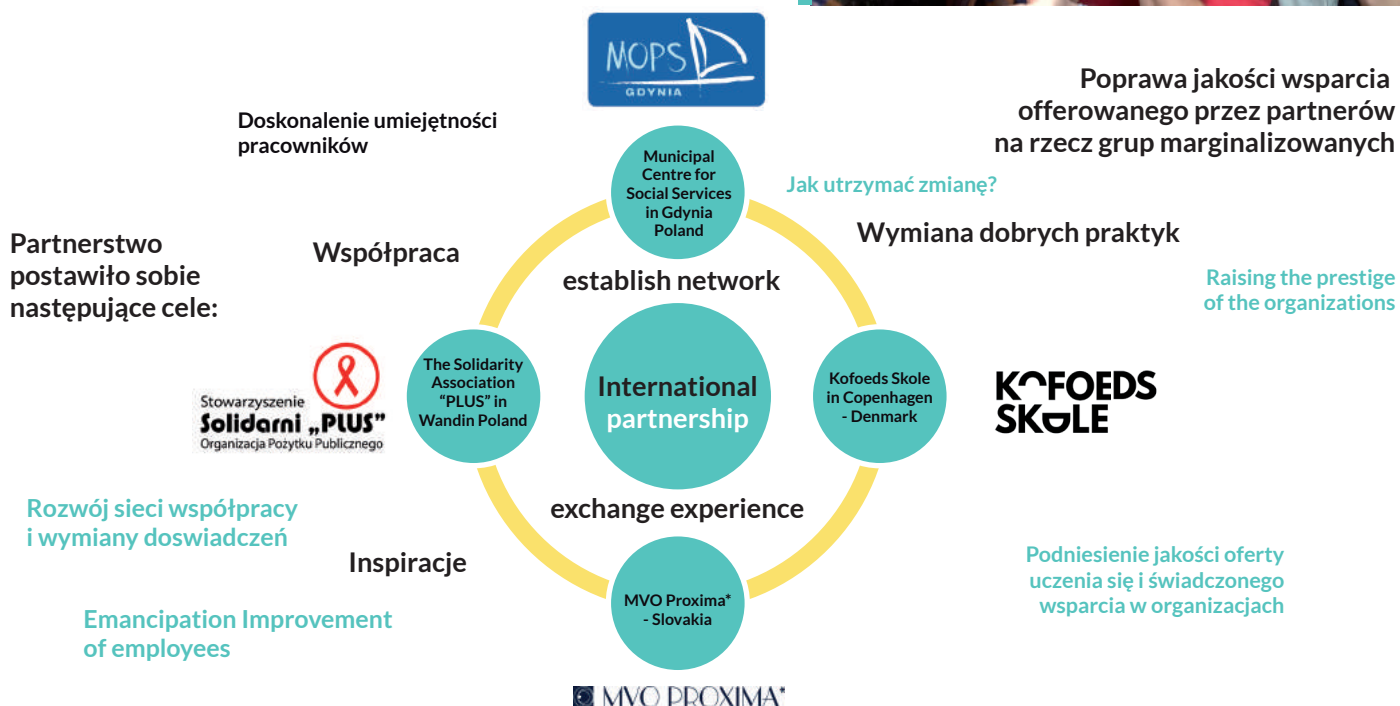 MOPS
GDYNIA
Doskonalenie umiejętności
pracowników
Poprawa jakości wsparcia
offerowanego przez partnerów
na rzecz grup marginalizowanych
Municipal
Centre for
Social Services
in Gdynia
Poland
Jak utrzymać zmianę?
Partnerstwo
postawiło sobie
następujące cele:
Współpraca
Wymiana dobrych praktyk
establish network
Raising the prestige
of the organizations
Stowarzyszenie
Solidarni „PLUS”
Organizacja Pożytku Publicznego
The Solidarity
Association
“PLUS” in
Wandin Poland
International
partnership
Kofoeds Skole
in Copenhagen
- Denmark
KOFOEDS
SKOLE
Rozwój sieci współpracy
i wymiany doswiadczeń
exchange experience
Inspiracje
Podniesienie jakości oferty
uczenia się i świadczonego
wsparcia w organizacjach
MVO Proxima*
- Slovakia
Emancipation Improvement
of employees
MVO PROXIMA*